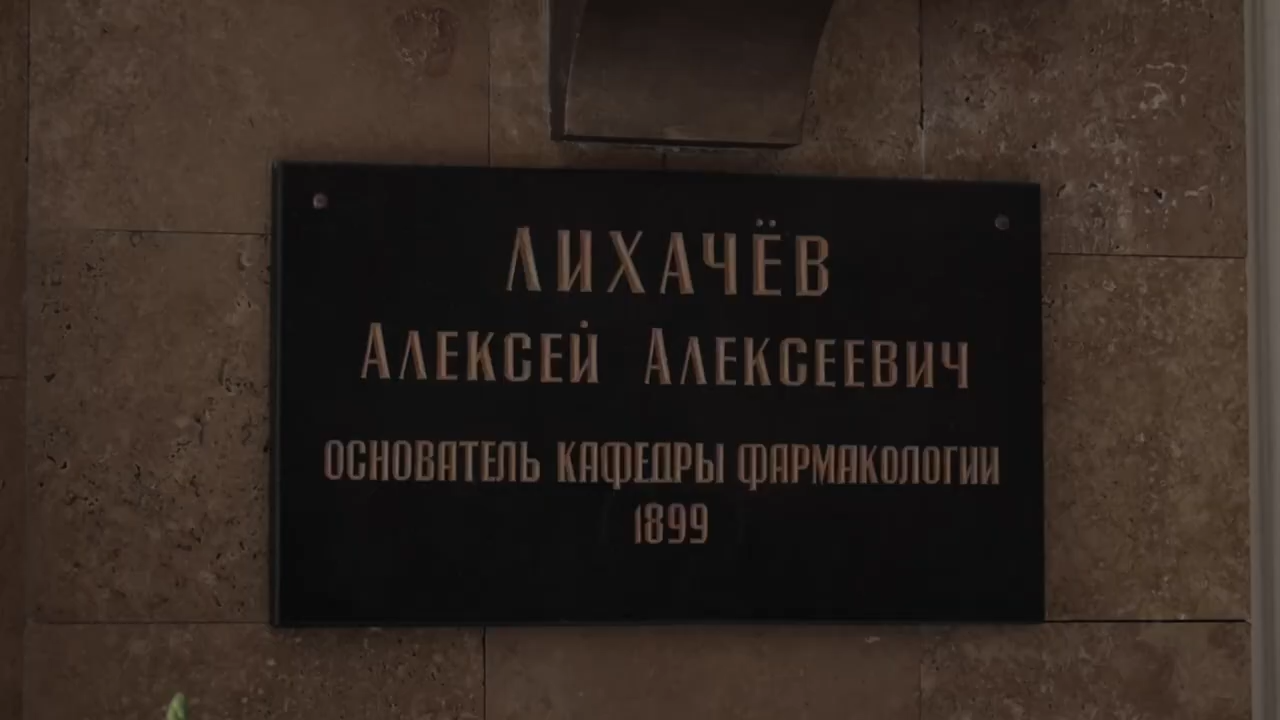 ЛИХАЧЁВ
АЛЕКСЕЙ АЛЕКСЕЕВИЧ
ОСНОВАТЕЛЬ КАФЕДРЫ ФАРМАКОЛОГИИ
1899